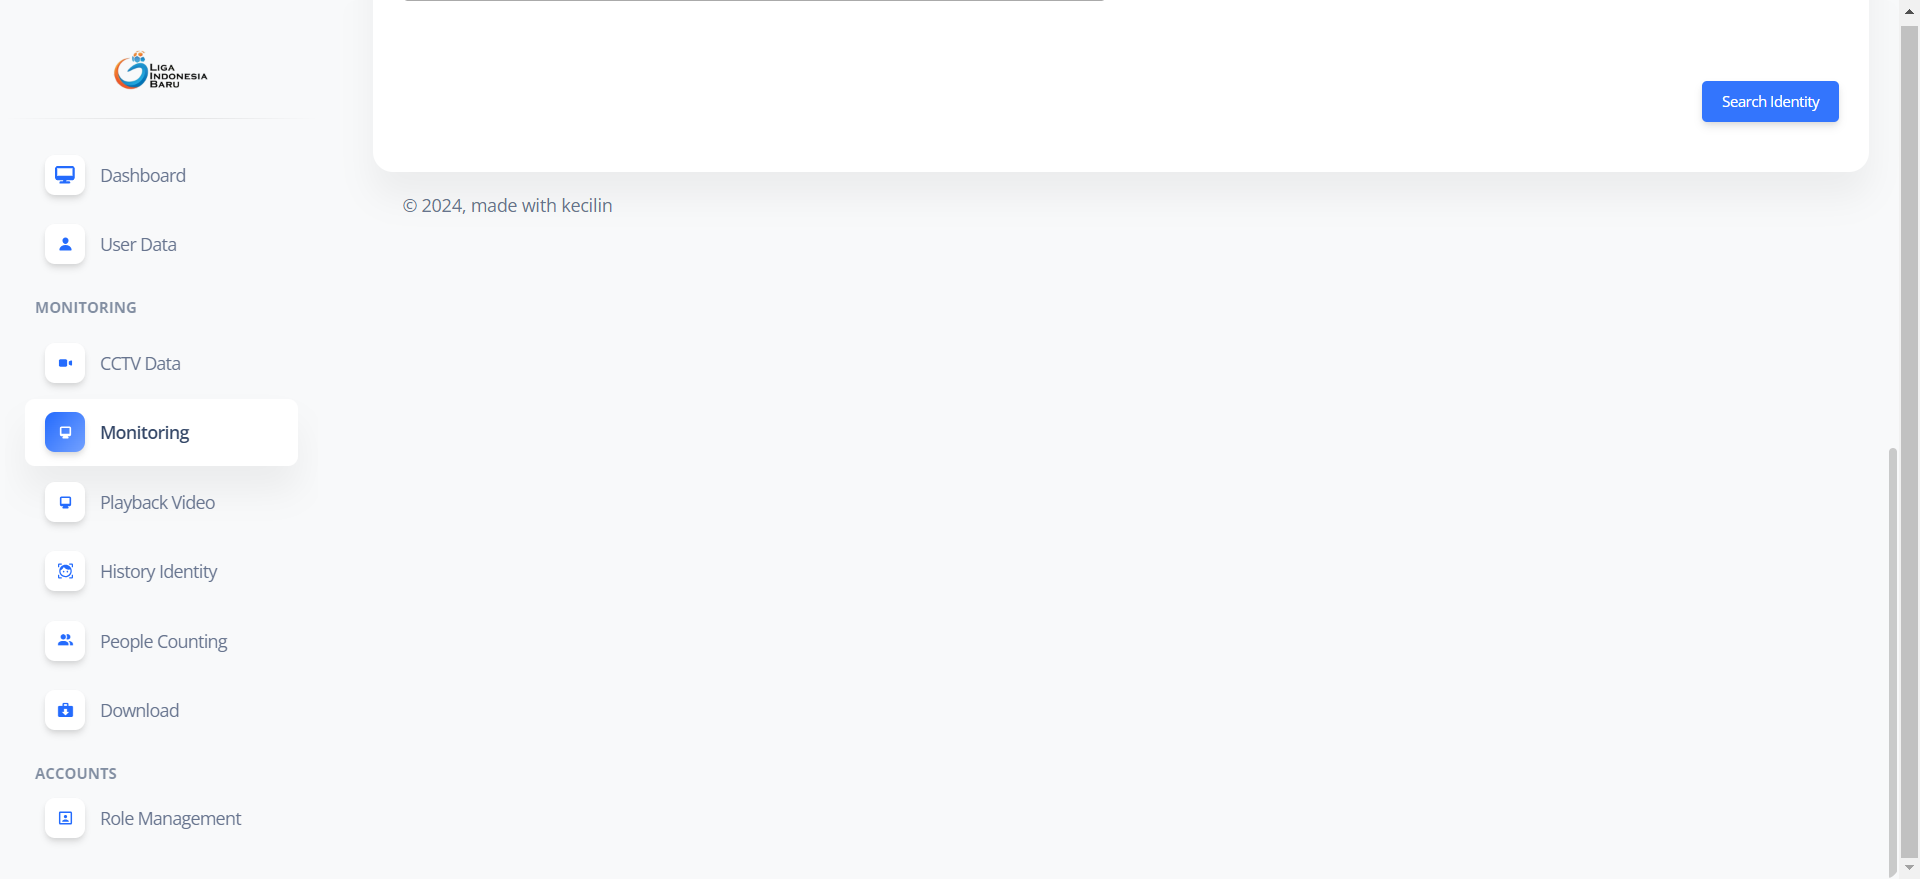 LIGA
INDONESIA
BARU
Dashboard
User Data
MONITORING
CCTV Data
Monitoring
Playback Video
History Identity
People Counting
Download
ACCOUNTS
Role Management
Search Identity
© 2024, made with kecilin